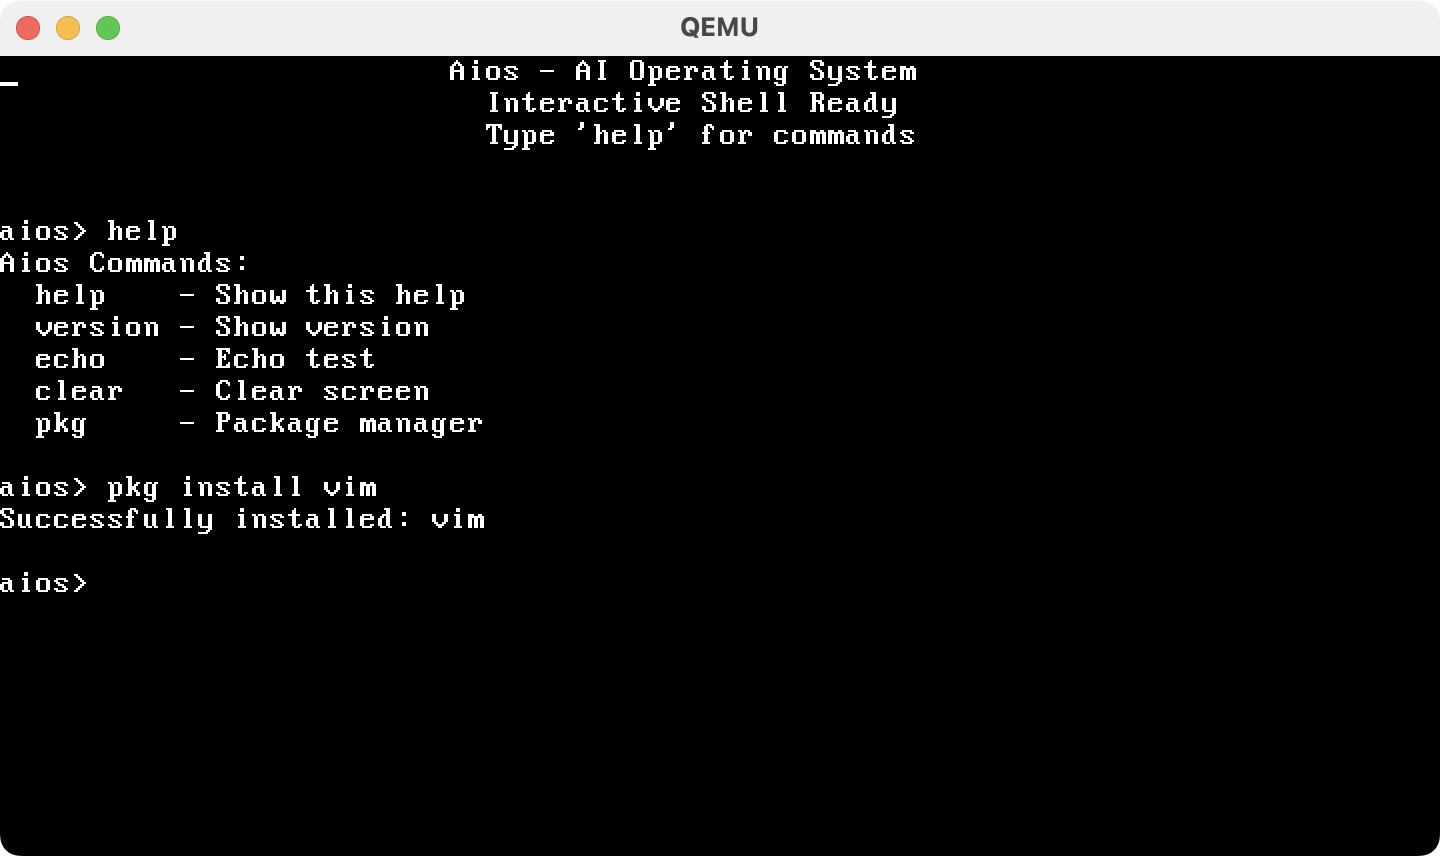 QEMU
Aios - AI Operating System
Interactive Shell Ready
Type 'help' for commands
aios> help
Aios Commands:
  help    - Show this help
  version - Show version
  echo    - Echo test
  clear   - Clear screen
  pkg     - Package manager
aios> pkg install vim
Successfully installed: vim
aios>